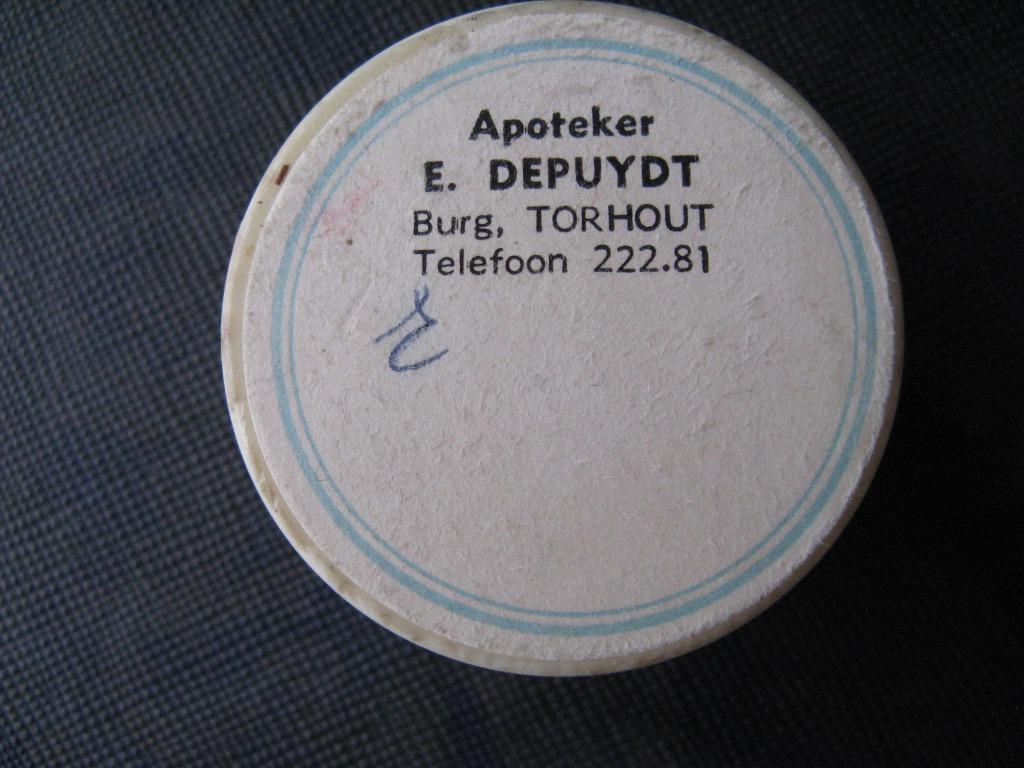 Apoteker
E. DEPUYDT
Burg, TORHOUT
Telefoon 222.81